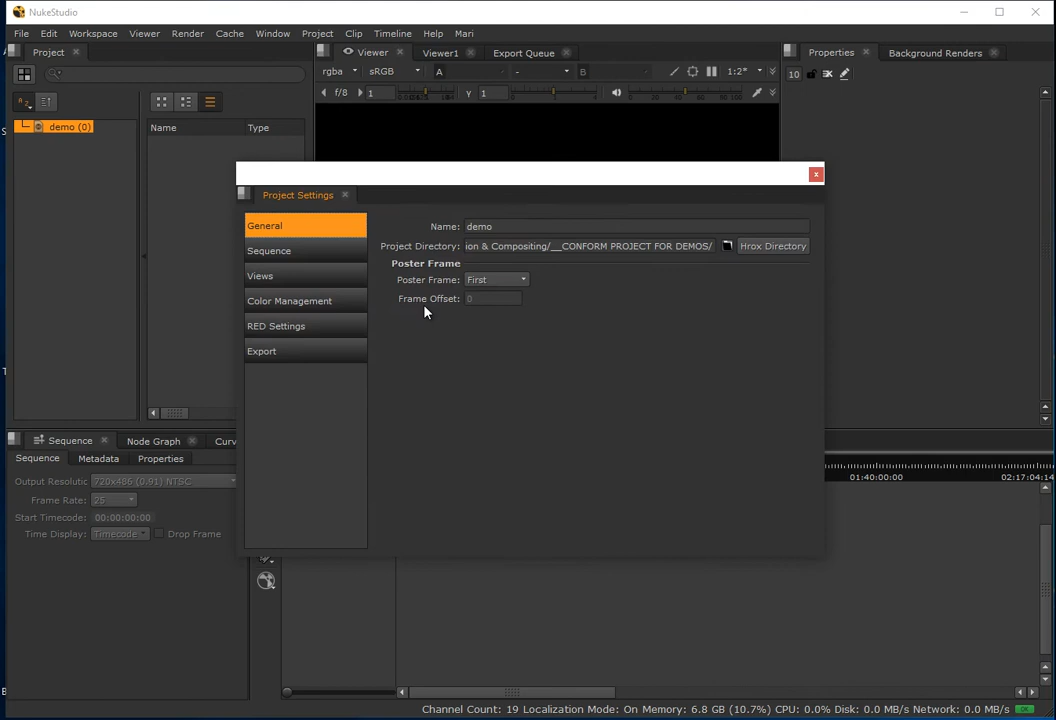 NukeStudio
File Edit Workspace Viewer Render Cache Window Project Clip Timeline Help Mari
Project Viewer Viewer1 Export Queue Properties Background Renders
rgba sRGB A - B 1:2* 10
f/8 1 γ 1
demo (0) Name Type
Project Settings
General
Sequence
Views
Color Management
RED Settings
Export
Name: demo
Project Directory: ion & Compositing/__CONFORM PROJECT FOR DEMOS/ Hrox Directory
Poster Frame
Poster Frame: First
Frame Offset: 0
Sequence Node Graph Curv
Sequence Metadata Properties
Output Resolutic 720x486 (0.91) NTSC
Frame Rate: 25
Start Timecode: 00:00:00:00
Time Display: Timecode Drop Frame
01:40:00:00 02:17:04:14
Channel Count: 19 Localization Mode: On Memory: 6.8 GB (10.7%) CPU: 0.0% Disk: 0.0 MB/s Network: 0.0 MB/s